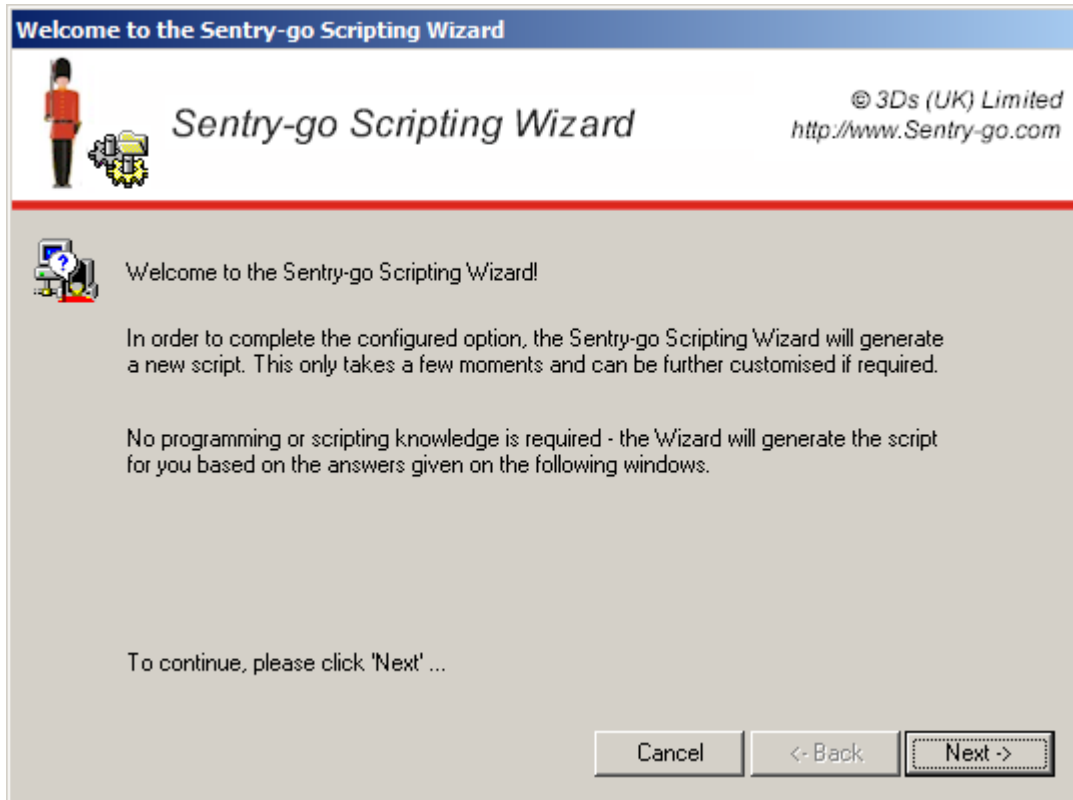 Welcome to the Sentry-go Scripting Wizard
Sentry-go Scripting Wizard
© 3Ds (UK) Limited
http://www.Sentry-go.com
Welcome to the Sentry-go Scripting Wizard!
In order to complete the configured option, the Sentry-go Scripting Wizard will generate
a new script. This only takes a few moments and can be further customised if required.
No programming or scripting knowledge is required - the Wizard will generate the script
for you based on the answers given on the following windows.
To continue, please click 'Next' ...
Cancel
<- Back
Next ->